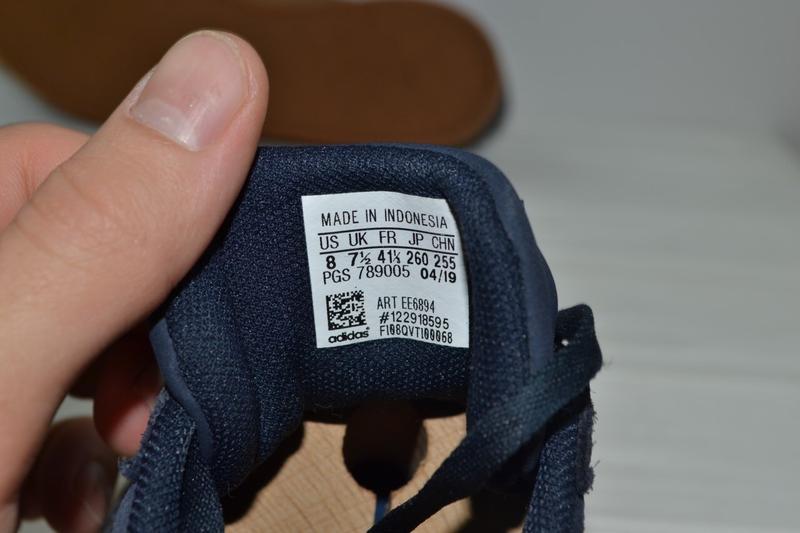 MADE IN INDONESIA
US UK FR JP CHN
8 7½ 41⅓ 260 255
PGS 789005 04/19
ART EE6894
#122918595
adidas® FI08QVTI00068